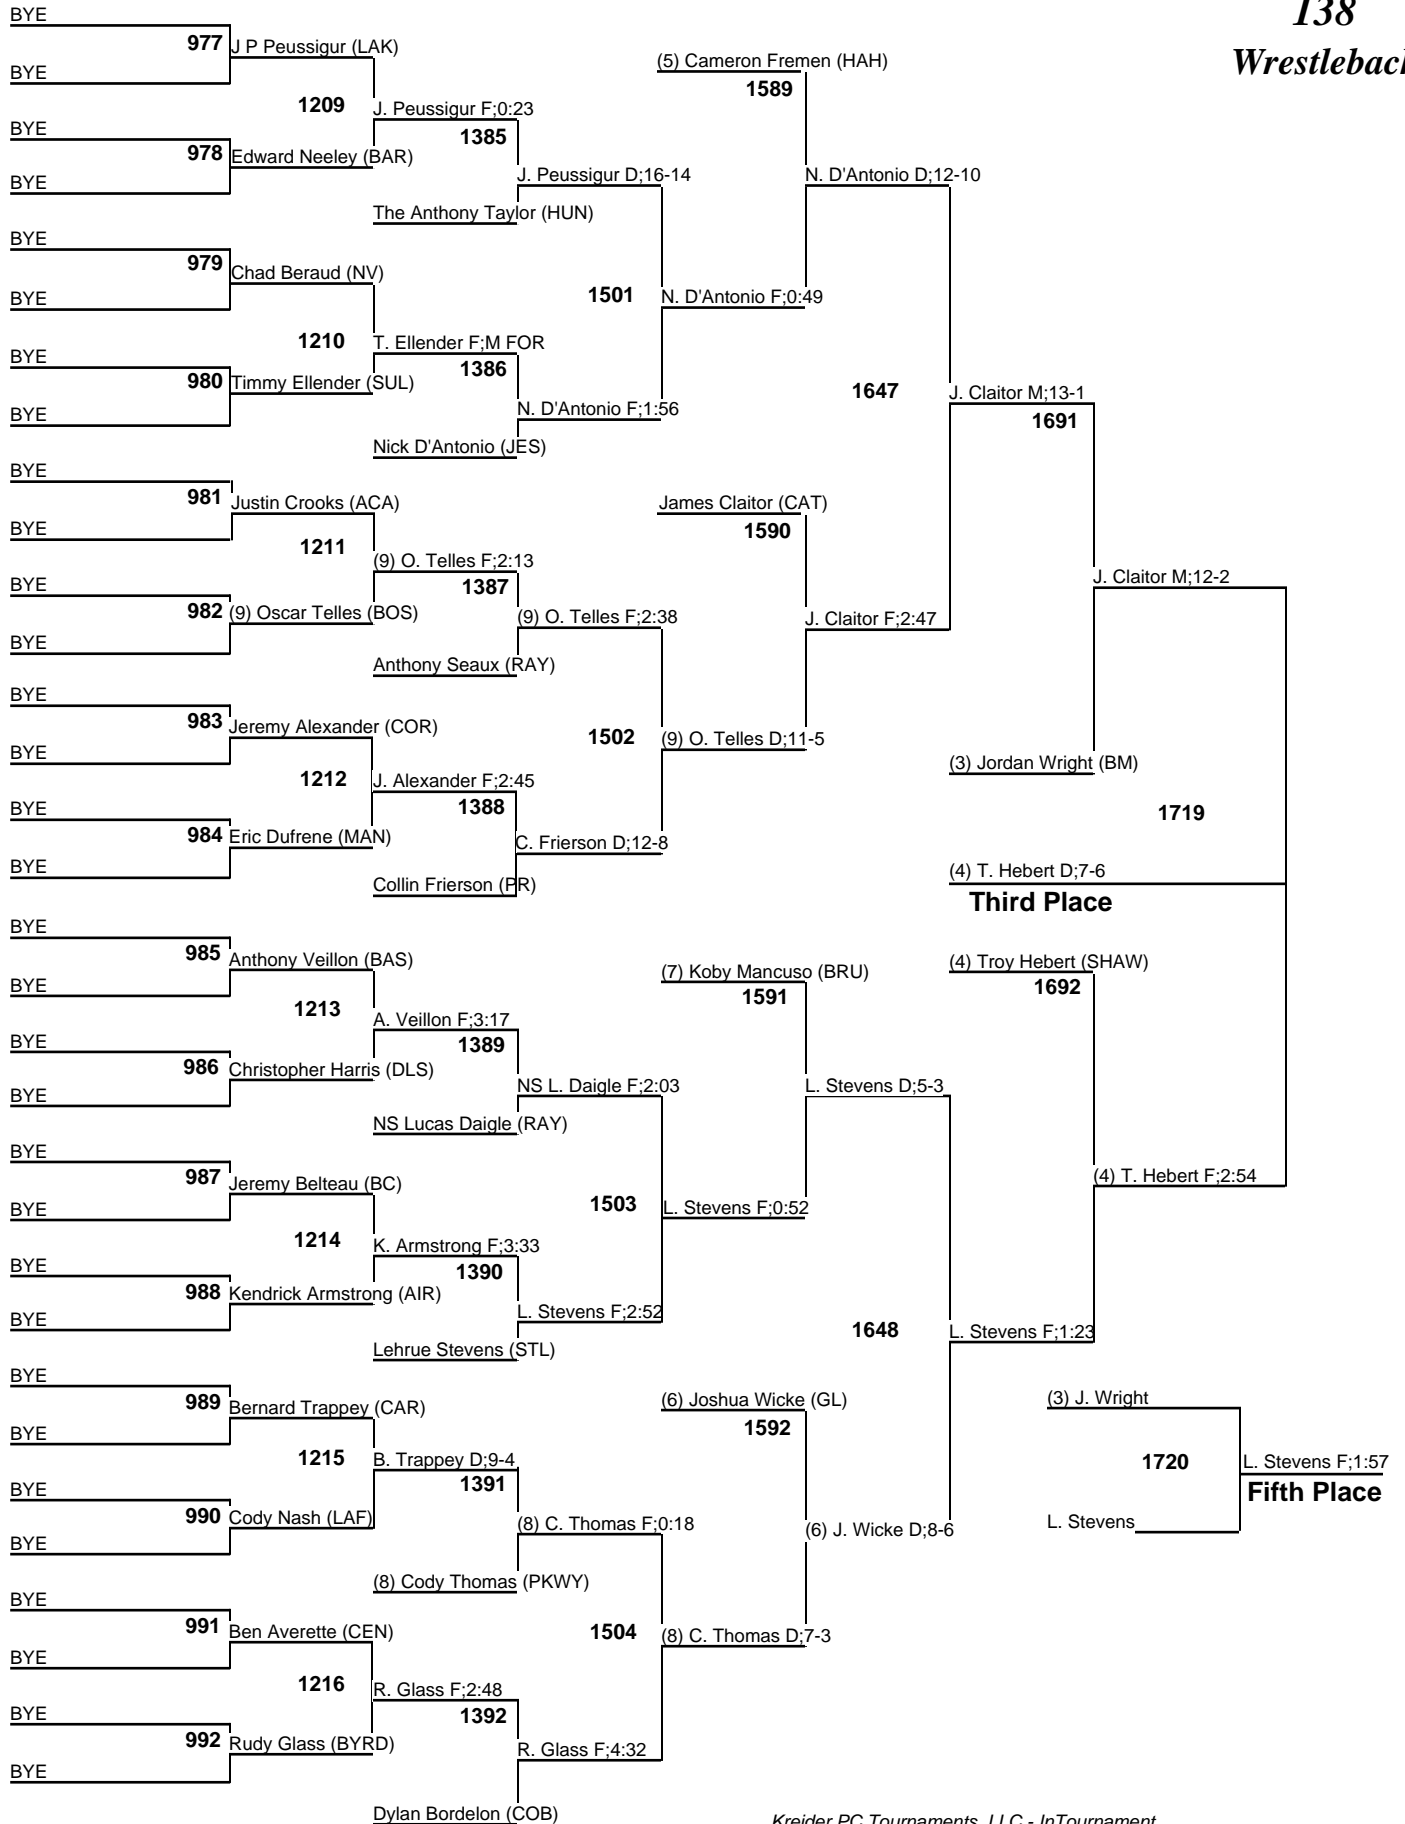 138
Wrestleback
BYE
977 J P Peussigur (LAK)
BYE
(5) Cameron Fremen (HAH)
1589
1209 J. Peussigur F;0:23
1385
BYE
978 Edward Neeley (BAR)
BYE
J. Peussigur D;16-14
N. D'Antonio D;12-10
The Anthony Taylor (HUN)
BYE
979 Chad Beraud (NV)
BYE
1501 N. D'Antonio F;0:49
1210 T. Ellender F;M FOR
1386
BYE
980 Timmy Ellender (SUL)
BYE
1647 J. Claitor M;13-1
1691
N. D'Antonio F;1:56
Nick D'Antonio (JES)
BYE
981 Justin Crooks (ACA)
BYE
James Claitor (CAT)
1590
1211 (9) O. Telles F;2:13
1387
J. Claitor M;12-2
BYE
982 (9) Oscar Telles (BOS)
BYE
(9) O. Telles F;2:38
J. Claitor F;2:47
Anthony Seaux (RAY)
BYE
983 Jeremy Alexander (COR)
BYE
1502 (9) O. Telles D;11-5
(3) Jordan Wright (BM)
1212 J. Alexander F;2:45
1388
1719
BYE
984 Eric Dufrene (MAN)
BYE
C. Frierson D;12-8
Collin Frierson (PR)
(4) T. Hebert D;7-6
Third Place
BYE
985 Anthony Veillon (BAS)
BYE
(7) Koby Mancuso (BRU)
1591
(4) Troy Hebert (SHAW)
1692
1213 A. Veillon F;3:17
1389
BYE
986 Christopher Harris (DLS)
BYE
NS L. Daigle F;2:03
L. Stevens D;5-3
NS Lucas Daigle (RAY)
BYE
987 Jeremy Belteau (BC)
BYE
(4) T. Hebert F;2:54
1503 L. Stevens F;0:52
1214 K. Armstrong F;3:33
1390
BYE
988 Kendrick Armstrong (AIR)
BYE
L. Stevens F;2:52
1648 L. Stevens F;1:23
Lehrue Stevens (STL)
BYE
989 Bernard Trappey (CAR)
BYE
(6) Joshua Wicke (GL)
1592
(3) J. Wright
1215 B. Trappey D;9-4
1391
1720 L. Stevens F;1:57
Fifth Place
BYE
990 Cody Nash (LAF)
BYE
(8) C. Thomas F;0:18
(6) J. Wicke D;8-6
L. Stevens
(8) Cody Thomas (PKWY)
BYE
991 Ben Averette (CEN)
BYE
1504 (8) C. Thomas D;7-3
1216 R. Glass F;2:48
1392
BYE
992 Rudy Glass (BYRD)
BYE
R. Glass F;4:32
Dylan Bordelon (COB)
Kreider PC Tournaments, LLC - InTournament